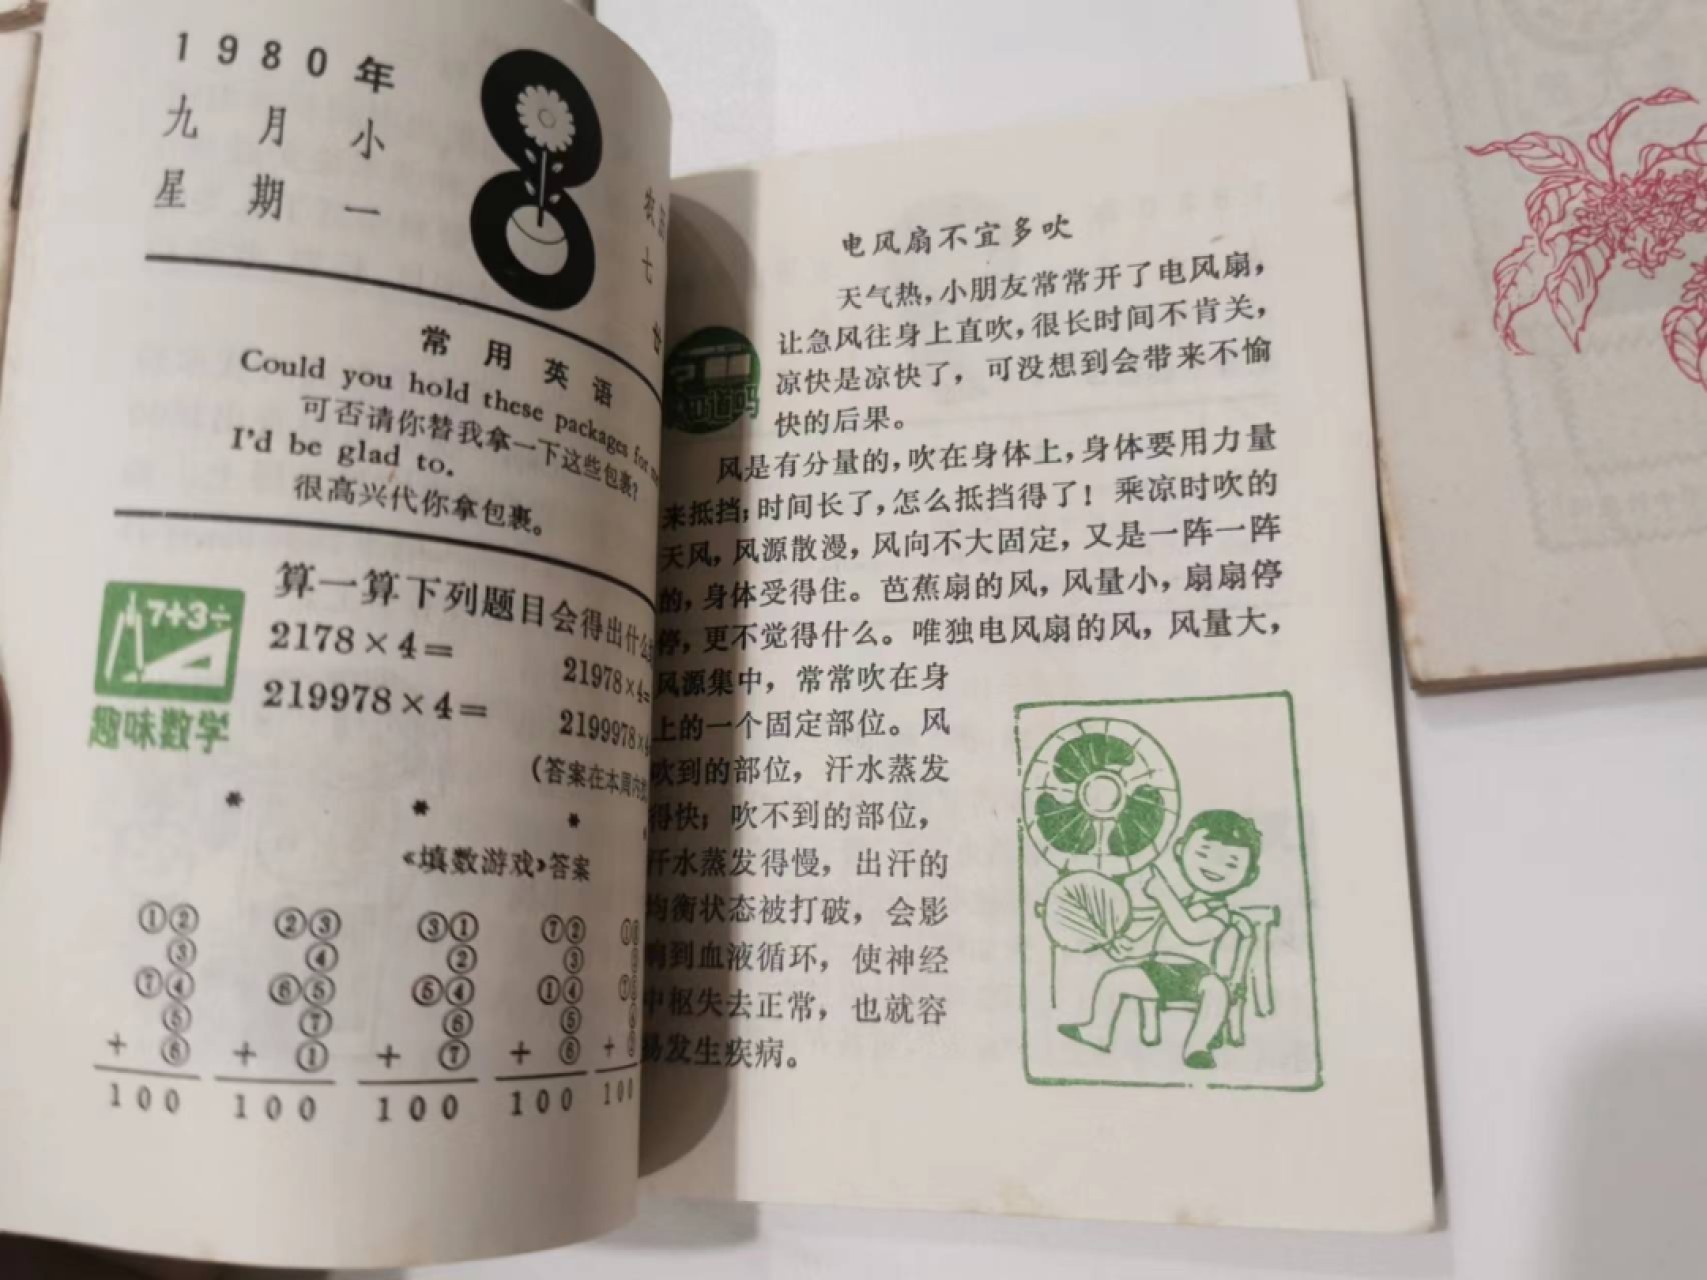 1980年
九月小
星期一
8
七
常用英语
Could you hold these packages for
可否请你替我拿一下这些包裹？
I'd be glad to.
很高兴代你拿包裹。
7+3÷
趣味数学
算一算下列题目会得出什么
2178×4=
21978×4=
219978×4=
2199978×4
(答案在本周内
* * *
《填数游戏》答案
①② ②③ ③① ⑦②
③ ④ ② ③
⑦④ ⑥⑤ ⑤④ ①④
⑤ ⑦ ⑥ ⑤
+ ⑥ + ① + ⑦ + ⑥ +
100 100 100 100 100
电风扇不宜多吹
知道吗
天气热，小朋友常常开了电风扇，
让急风往身上直吹，很长时间不肯关，
凉快是凉快了，可没想到会带来不愉
快的后果。
风是有分量的，吹在身体上，身体要用力量
来抵挡；时间长了，怎么抵挡得了！乘凉时吹的
天风，风源散漫，风向不大固定，又是一阵一阵
的，身体受得住。芭蕉扇的风，风量小，扇扇停
停，更不觉得什么。唯独电风扇的风，风量大，
风源集中，常常吹在身
上的一个固定部位。风
吹到的部位，汗水蒸发
得快；吹不到的部位，
汗水蒸发得慢，出汗的
均衡状态被打破，会影
响到血液循环，使神经
中枢失去正常，也就容
易发生疾病。